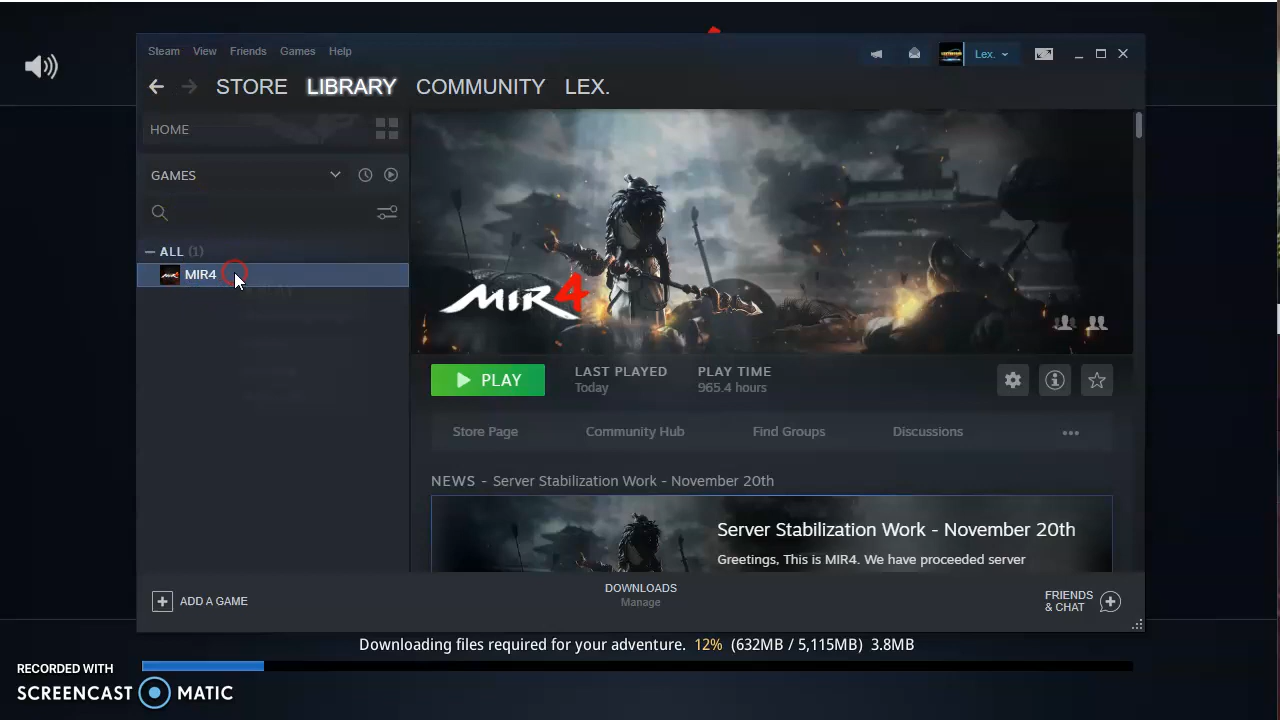 Steam View Friends Games Help
Lex.
STORE LIBRARY COMMUNITY LEX.
HOME
GAMES
ALL (1)
MIR4
MIR4
PLAY
LAST PLAYED
Today
PLAY TIME
965.4 hours
Store Page Community Hub Find Groups Discussions
NEWS - Server Stabilization Work - November 20th
Server Stabilization Work - November 20th
Greetings, This is MIR4. We have proceeded server
ADD A GAME
DOWNLOADS
Manage
FRIENDS
& CHAT
Downloading files required for your adventure. 12% (632MB / 5,115MB) 3.8MB
RECORDED WITH
SCREENCAST MATIC